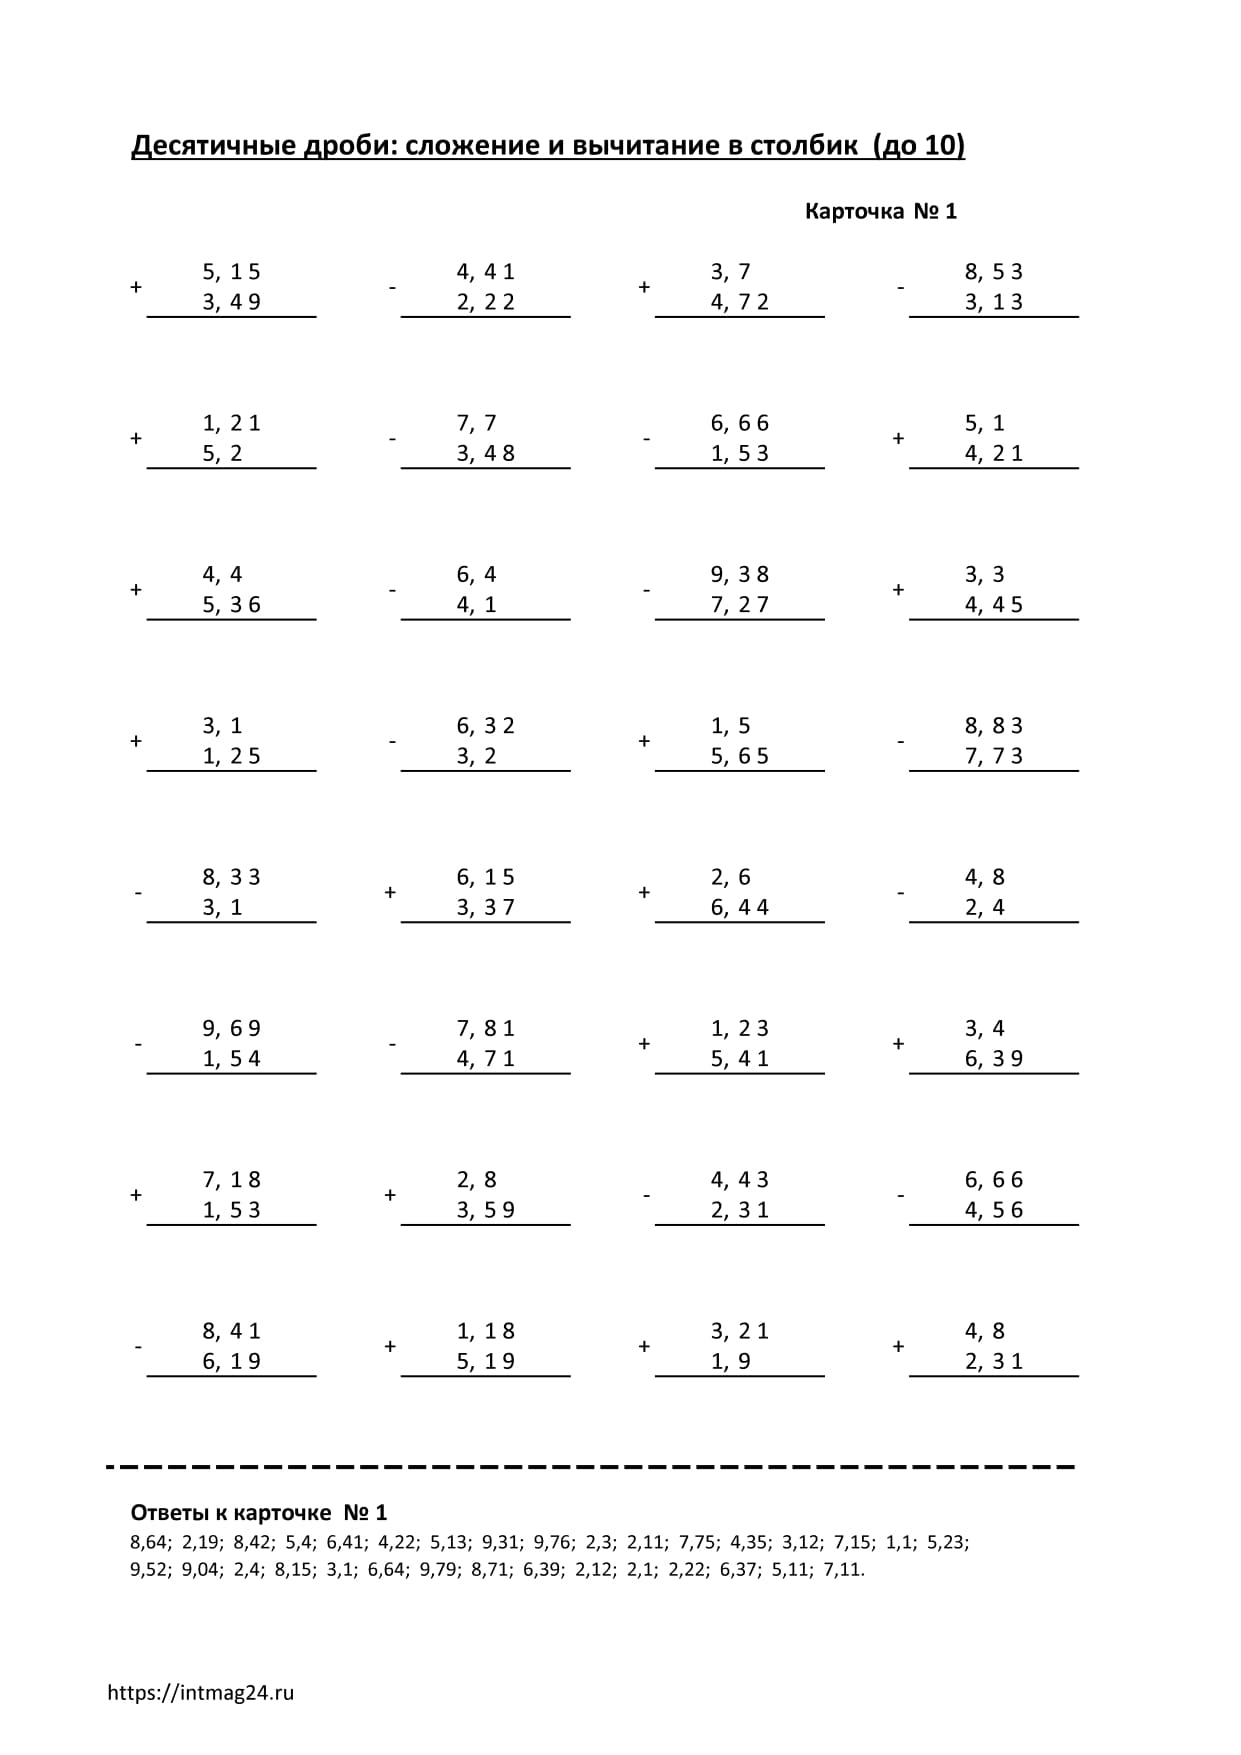 Десятичные дроби: сложение и вычитание в столбик (до 10)
Карточка № 1
5, 1 5 4, 4 1 3, 7 8, 5 3
+ - + -
3, 4 9 2, 2 2 4, 7 2 3, 1 3
1, 2 1 7, 7 6, 6 6 5, 1
+ - - +
5, 2 3, 4 8 1, 5 3 4, 2 1
4, 4 6, 4 9, 3 8 3, 3
+ - - +
5, 3 6 4, 1 7, 2 7 4, 4 5
3, 1 6, 3 2 1, 5 8, 8 3
+ - + -
1, 2 5 3, 2 5, 6 5 7, 7 3
8, 3 3 6, 1 5 2, 6 4, 8
- + + -
3, 1 3, 3 7 6, 4 4 2, 4
9, 6 9 7, 8 1 1, 2 3 3, 4
- - + +
1, 5 4 4, 7 1 5, 4 1 6, 3 9
7, 1 8 2, 8 4, 4 3 6, 6 6
+ + - -
1, 5 3 3, 5 9 2, 3 1 4, 5 6
8, 4 1 1, 1 8 3, 2 1 4, 8
- + + +
6, 1 9 5, 1 9 1, 9 2, 3 1
Ответы к карточке № 1
8,64; 2,19; 8,42; 5,4; 6,41; 4,22; 5,13; 9,31; 9,76; 2,3; 2,11; 7,75; 4,35; 3,12; 7,15; 1,1; 5,23;
9,52; 9,04; 2,4; 8,15; 3,1; 6,64; 9,79; 8,71; 6,39; 2,12; 2,1; 2,22; 6,37; 5,11; 7,11.
https://intmag24.ru